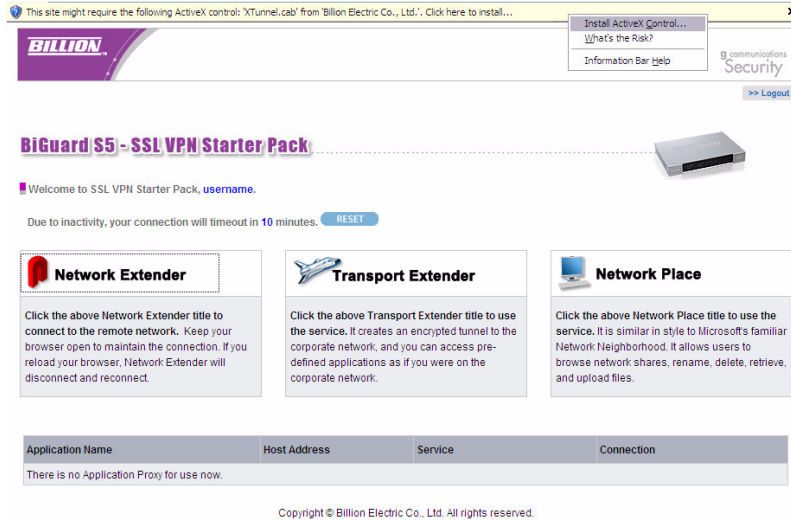 This site might require the following ActiveX control: 'XTunnel.cab' from 'Billion Electric Co., Ltd.'. Click here to install...
x
Install ActiveX Control...
What's the Risk?
Information Bar Help
BILLION
g communications
Security
>> Logout
BiGuard S5 - SSL VPN Starter Pack
Welcome to SSL VPN Starter Pack, username.
Due to inactivity, your connection will timeout in 10 minutes. RESET
Network Extender
Click the above Network Extender title to
connect to the remote network. Keep your
browser open to maintain the connection. If you
reload your browser, Network Extender will
disconnect and reconnect.
Transport Extender
Click the above Transport Extender title to use
the service. It creates an encrypted tunnel to the
corporate network, and you can access pre-
defined applications as if you were on the
corporate network.
Network Place
Click the above Network Place title to use the
service. It is similar in style to Microsoft's familiar
Network Neighborhood. It allows users to
browse network shares, rename, delete, retrieve,
and upload files.
Application Name Host Address Service Connection
There is no Application Proxy for use now.
Copyright © Billion Electric Co., Ltd. All rights reserved.